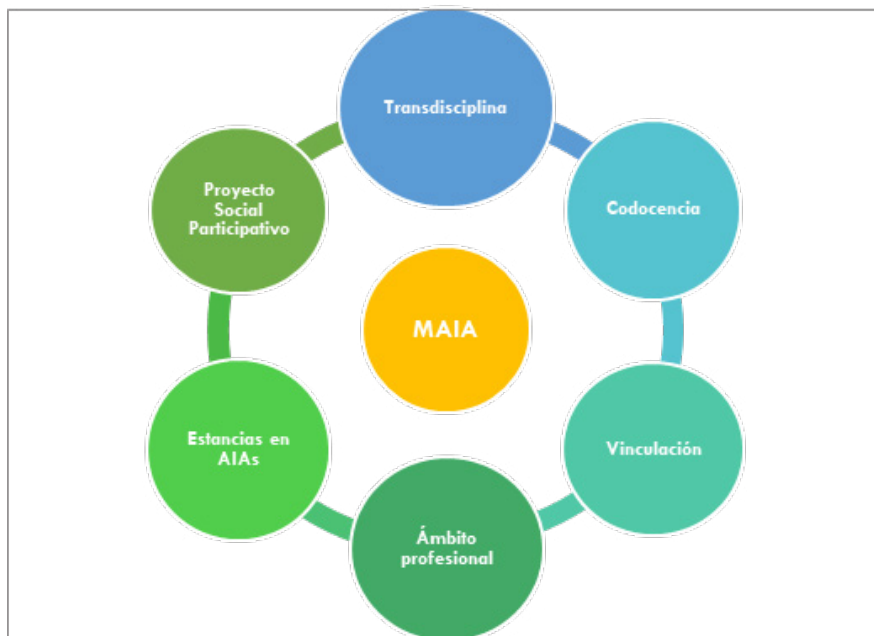 Transdisciplina
Codocencia
Vinculación
Ámbito
profesional
Estancias en
AIAs
Proyecto
Social
Participativo
MAIA